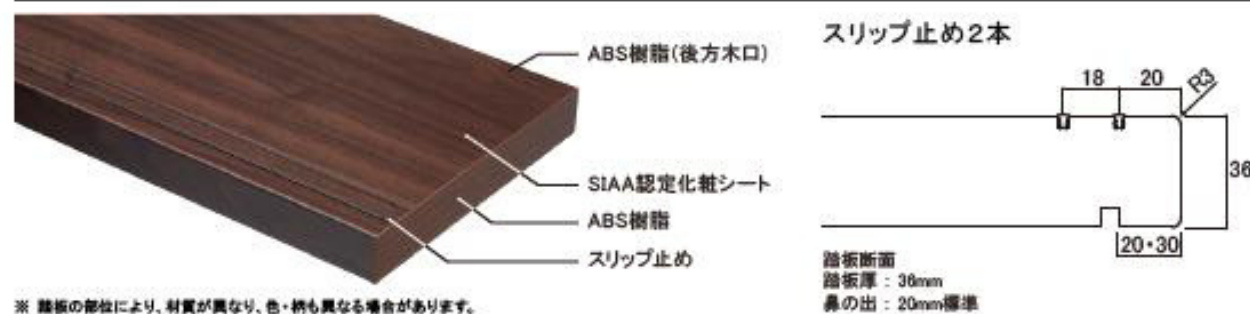 ABS樹脂(後方木口)
SIAA認定化粧シート
ABS樹脂
スリップ止め
※ 踏板の部位により、材質が異なり、色・柄も異なる場合があります。
スリップ止め2本
18
20
R3
36
20・30
踏板断面
踏板厚 : 36mm
鼻の出 : 20mm標準